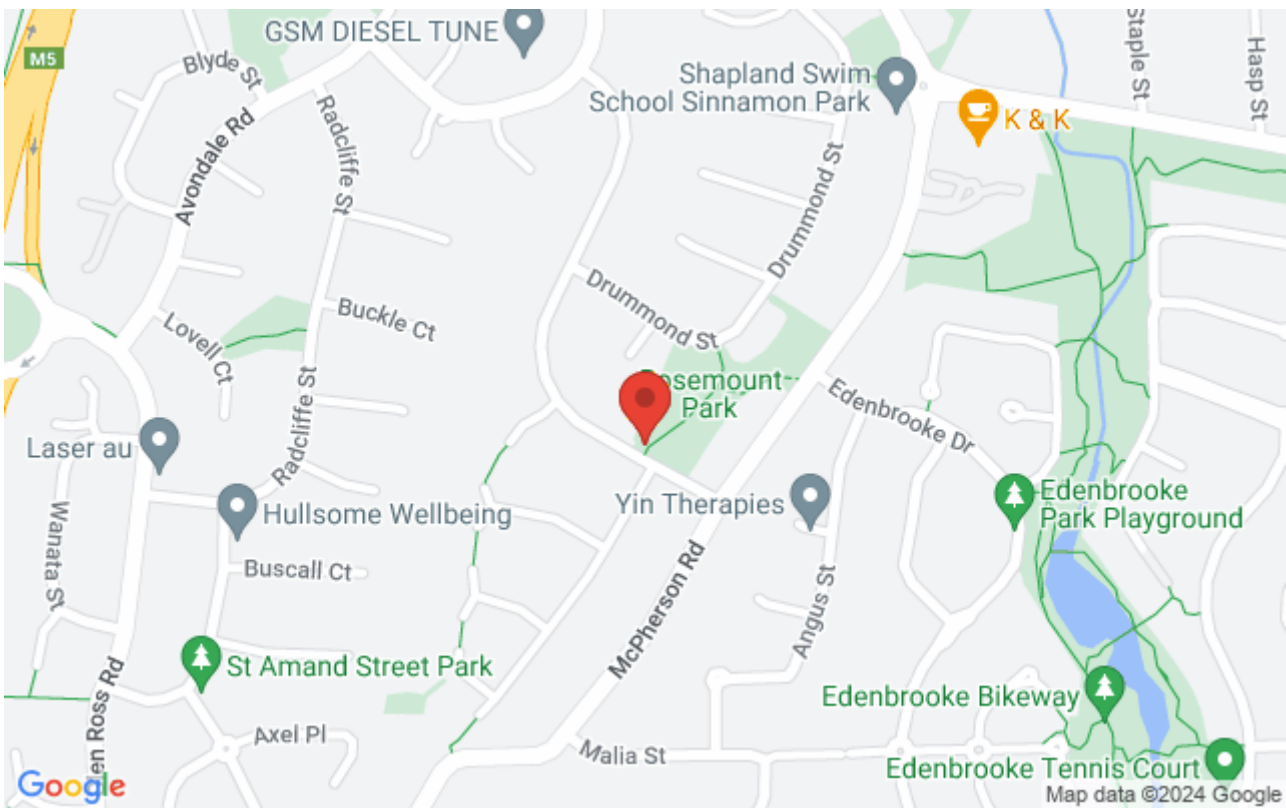 GSM DIESEL TUNE
M5
Blyde St
Radcliffe St
Avondale Rd
Shapland Swim
School Sinnamon Park
K & K
Staple St
Hasp St
Drummond St
Drummond St
Buckle Ct
Lovell Ct
Radcliffe St
Rosemount
Park
Edenbrooke Dr
Laser au
Hullsome Wellbeing
Yin Therapies
Edenbrooke
Park Playground
Wanata St
Buscall Ct
McPherson Rd
Angus St
St Amand Street Park
Edenbrooke Bikeway
Ross Rd
Axel Pl
Malia St
Edenbrooke Tennis Court
Google
Map data ©2024 Google